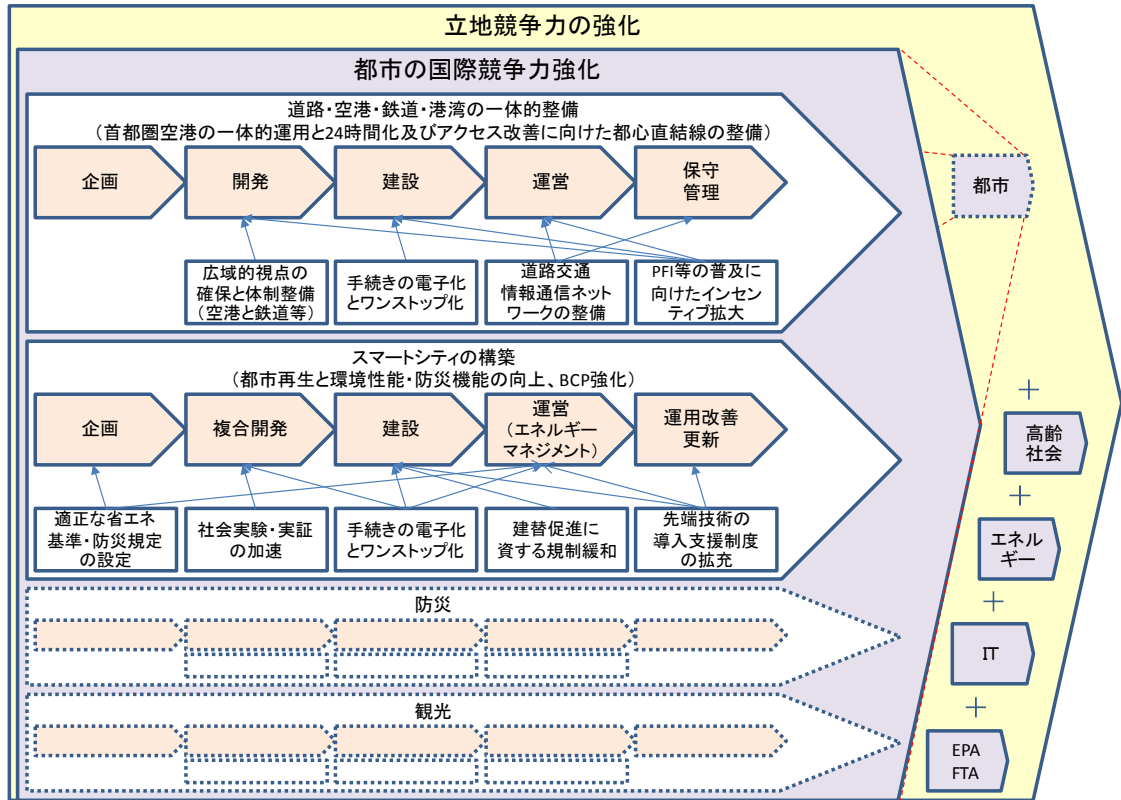 立地競争力の強化
都市の国際競争力強化
道路・空港・鉄道・港湾の一体的整備
（首都圏空港の一体的運用と24時間化及びアクセス改善に向けた都心直結線の整備）
企画
開発
建設
運営
保守
管理
広域的視点の
確保と体制整備
（空港と鉄道等）
手続きの電子化
とワンストップ化
道路交通
情報通信ネット
ワークの整備
PFI等の普及に
向けたインセン
ティブ拡大
スマートシティの構築
（都市再生と環境性能・防災機能の向上、BCP強化）
企画
複合開発
建設
運営
（エネルギー
マネジメント）
運用改善
更新
適正な省エネ
基準・防災規定
の設定
社会実験・実証
の加速
手続きの電子化
とワンストップ化
建替促進に
資する規制緩和
先端技術の
導入支援制度
の拡充
防災
観光
都市
＋
高齢
社会
＋
エネル
ギー
＋
IT
＋
EPA
FTA